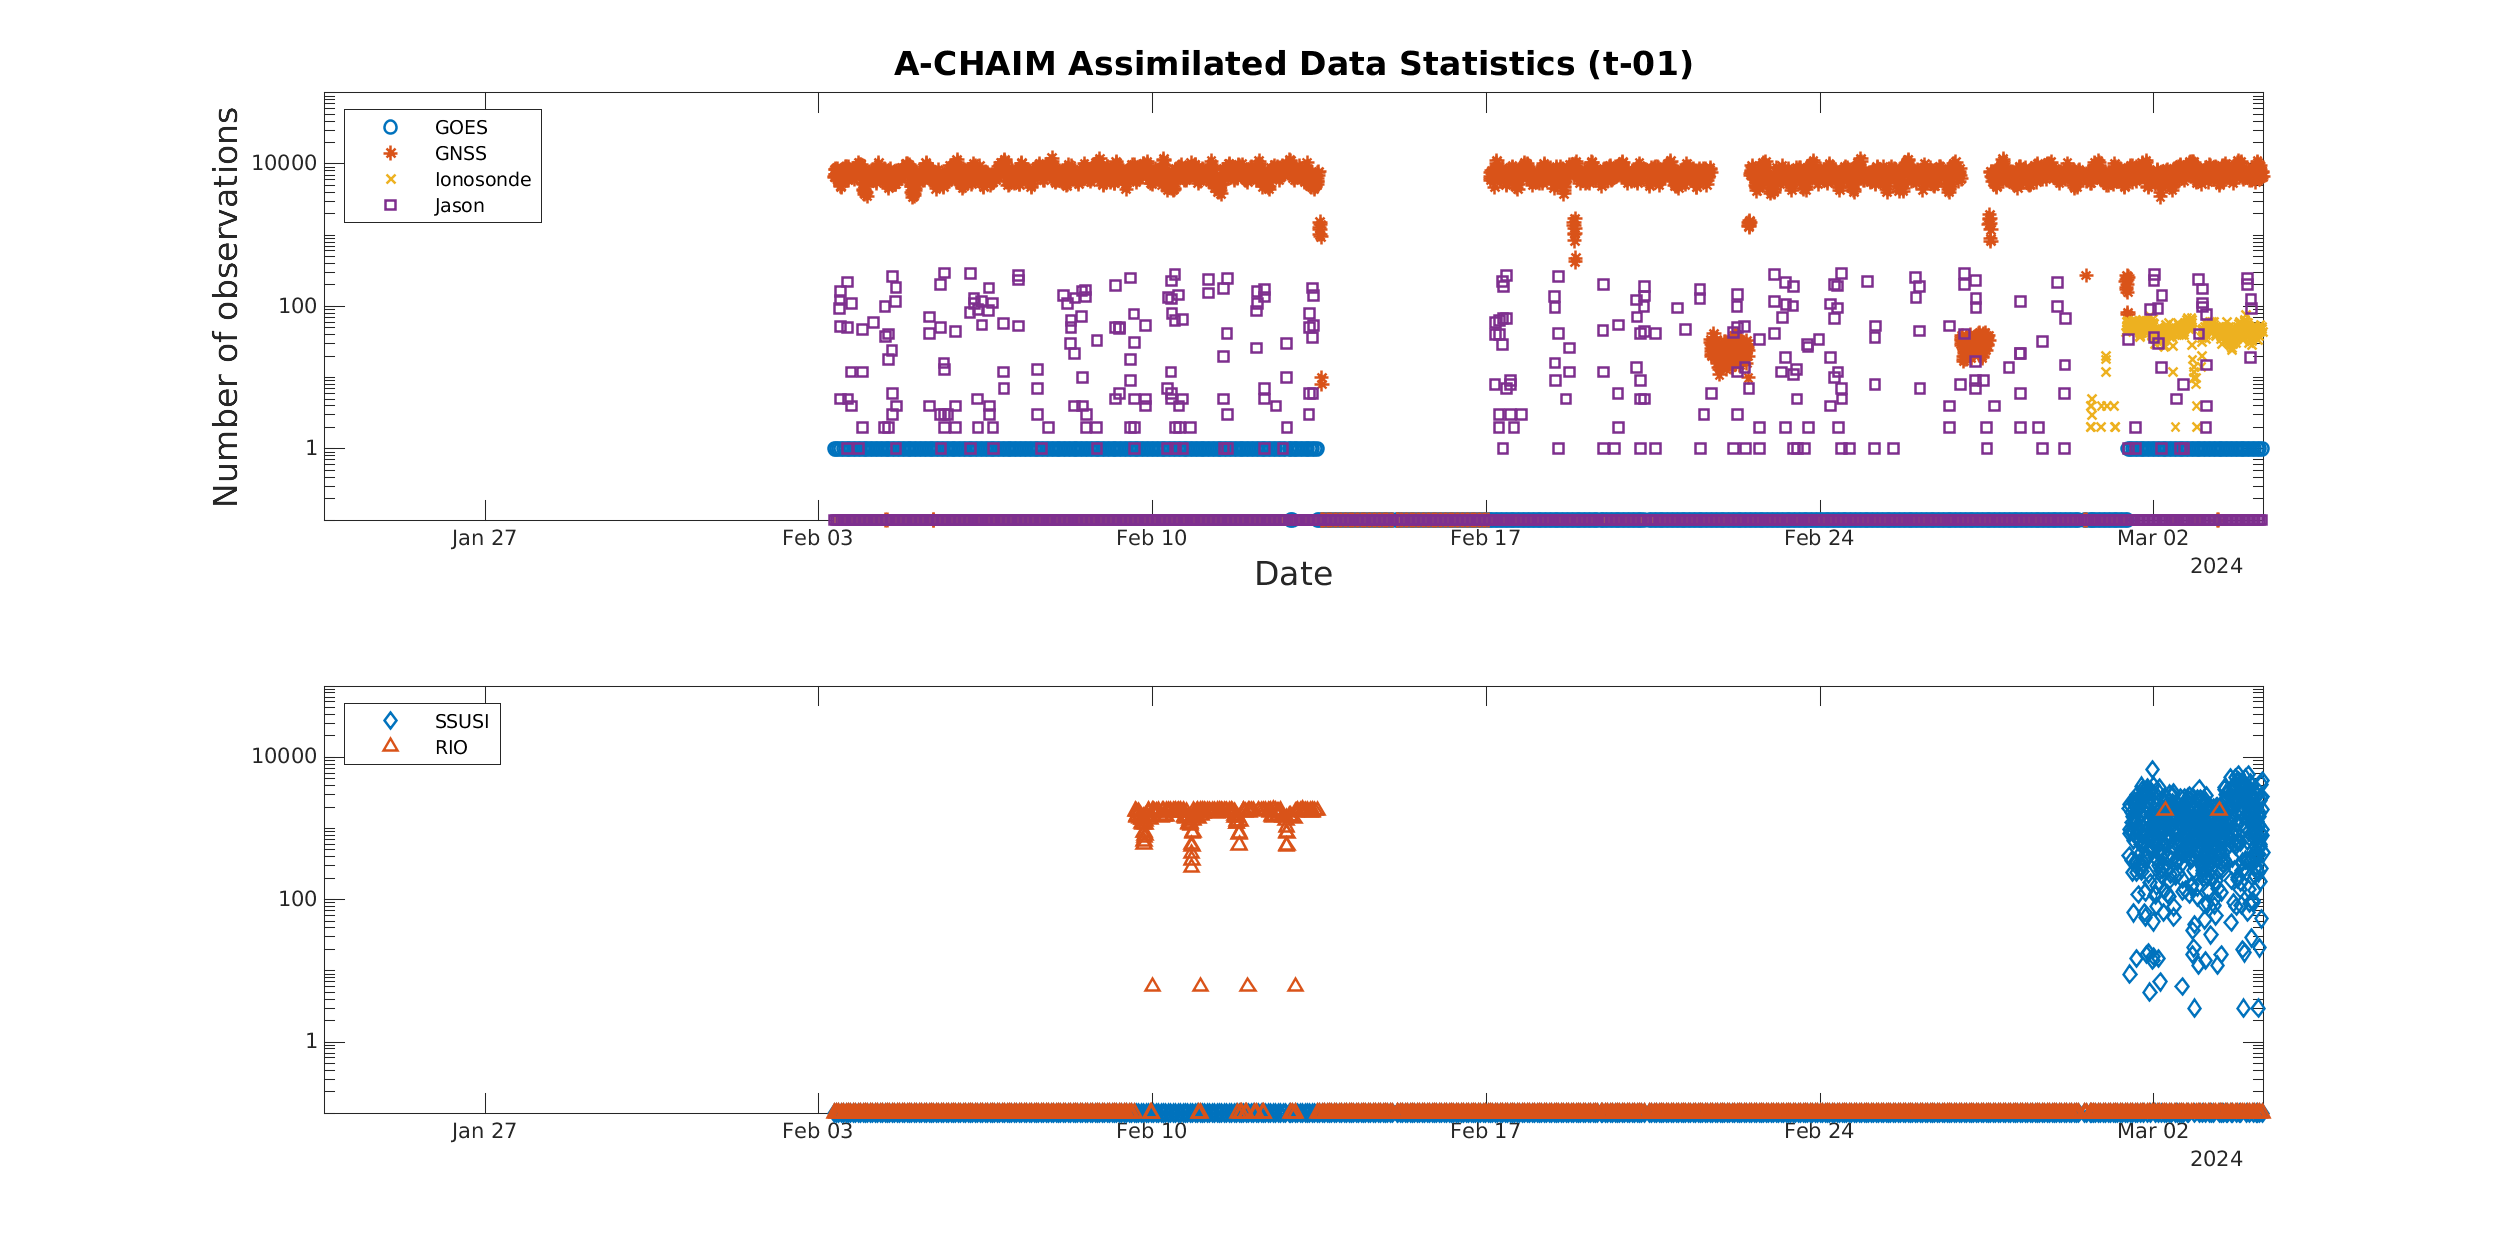 A-CHAIM Assimilated Data Statistics (t-01)
Number of observations
GOES
GNSS
Ionosonde
Jason
10000
100
1
Jan 27
Feb 03
Feb 10
Feb 17
Feb 24
Mar 02
2024
Date
SSUSI
RIO
10000
100
1
Jan 27
Feb 03
Feb 10
Feb 17
Feb 24
Mar 02
2024